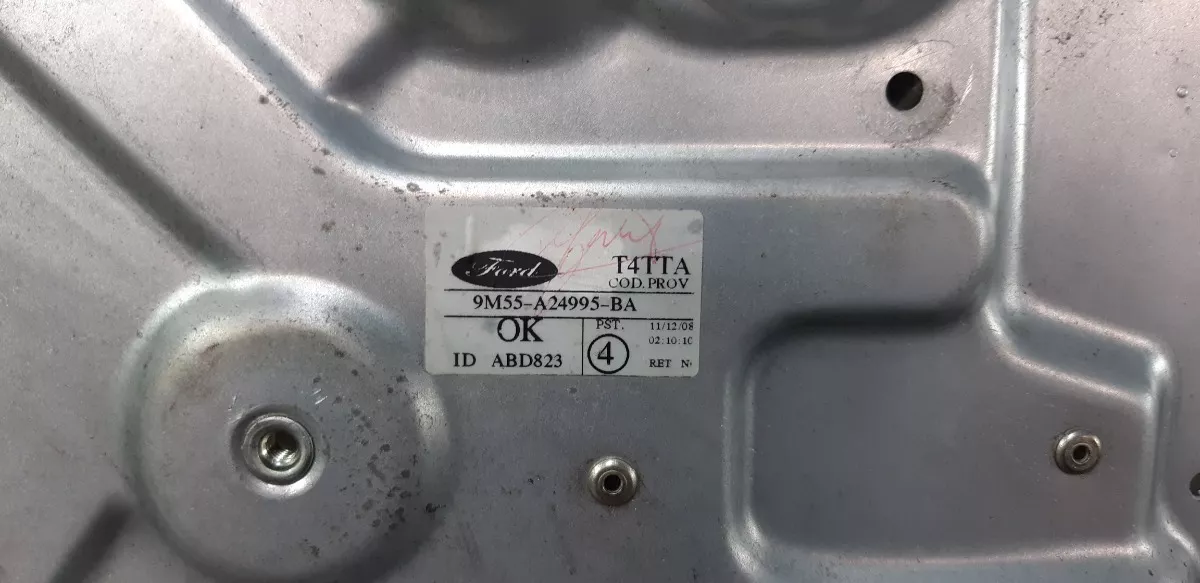 Ford
T4TTA
COD. PROV
9M55-A24995-BA
OK
ID ABD823
PST.
4
11/12/08
02:10:10
RET